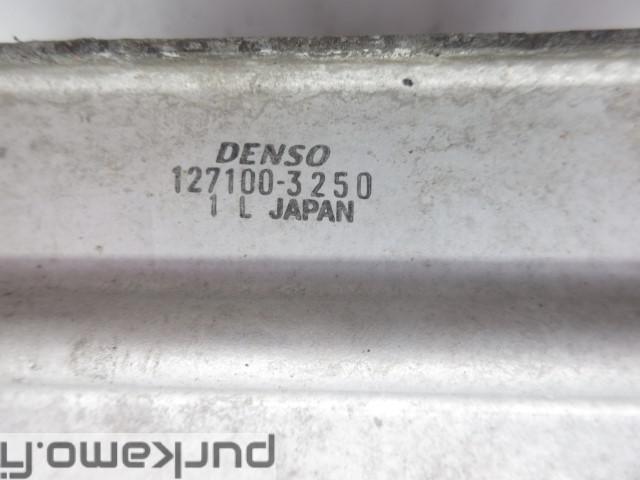 DENSO
127100-3250
1 L JAPAN
purkamo.fi